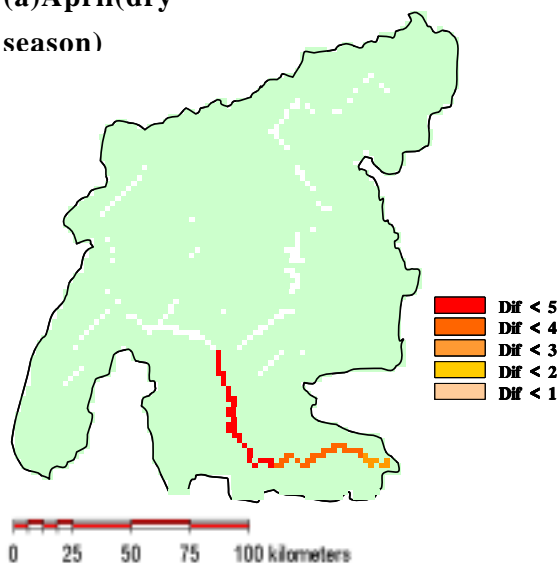 (a)April(dry
season)
Dif < 5
Dif < 4
Dif < 3
Dif < 2
Dif < 1
0 25 50 75 100 kilometers